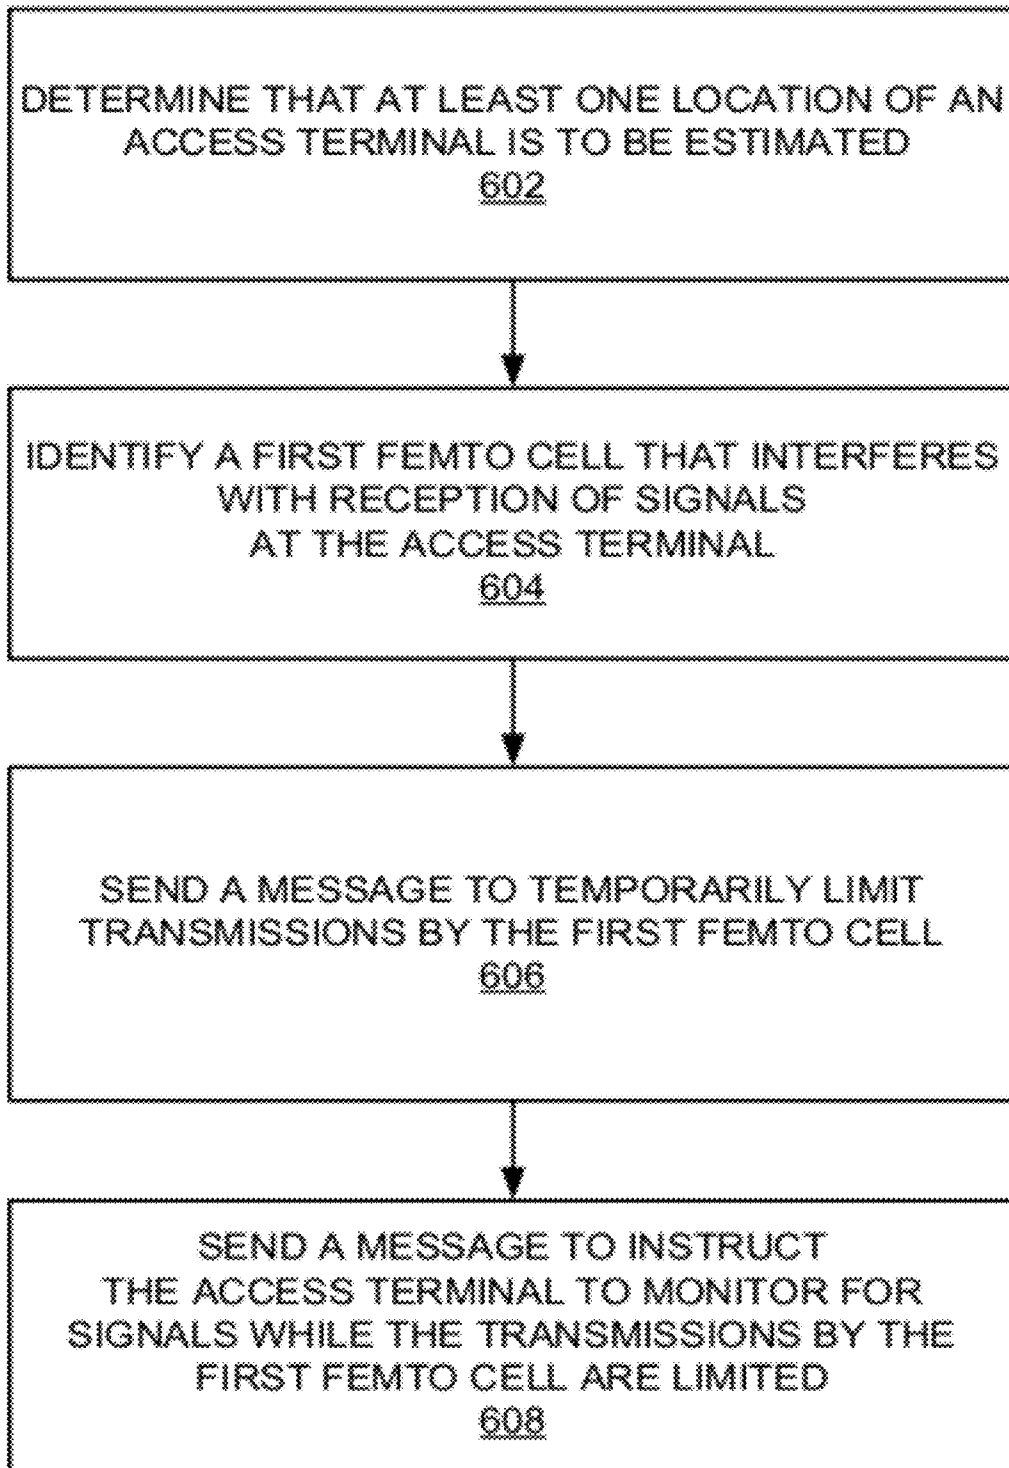 DETERMINE THAT AT LEAST ONE LOCATION OF AN
ACCESS TERMINAL IS TO BE ESTIMATED
602
IDENTIFY A FIRST FEMTO CELL THAT INTERFERES
WITH RECEPTION OF SIGNALS
AT THE ACCESS TERMINAL
604
SEND A MESSAGE TO TEMPORARILY LIMIT
TRANSMISSIONS BY THE FIRST FEMTO CELL
606
SEND A MESSAGE TO INSTRUCT
THE ACCESS TERMINAL TO MONITOR FOR
SIGNALS WHILE THE TRANSMISSIONS BY THE
FIRST FEMTO CELL ARE LIMITED
608